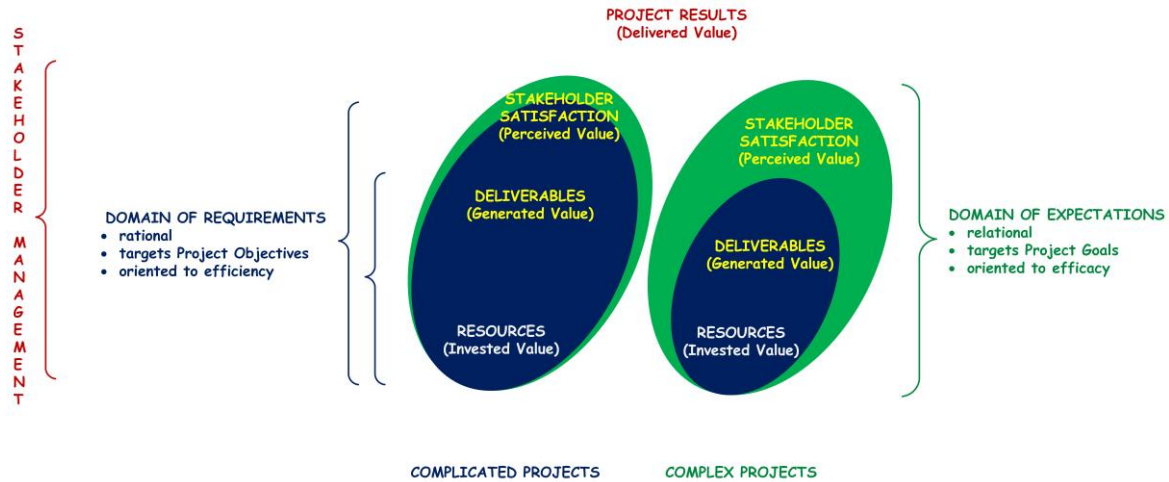 PROJECT RESULTS
(Delivered Value)
STAKEHOLDER MANAGEMENT
DOMAIN OF REQUIREMENTS
• rational
• targets Project Objectives
• oriented to efficiency
STAKEHOLDER
SATISFACTION
(Perceived Value)
DELIVERABLES
(Generated Value)
RESOURCES
(Invested Value)
STAKEHOLDER
SATISFACTION
(Perceived Value)
DELIVERABLES
(Generated Value)
RESOURCES
(Invested Value)
DOMAIN OF EXPECTATIONS
• relational
• targets Project Goals
• oriented to efficacy
COMPLICATED PROJECTS
COMPLEX PROJECTS